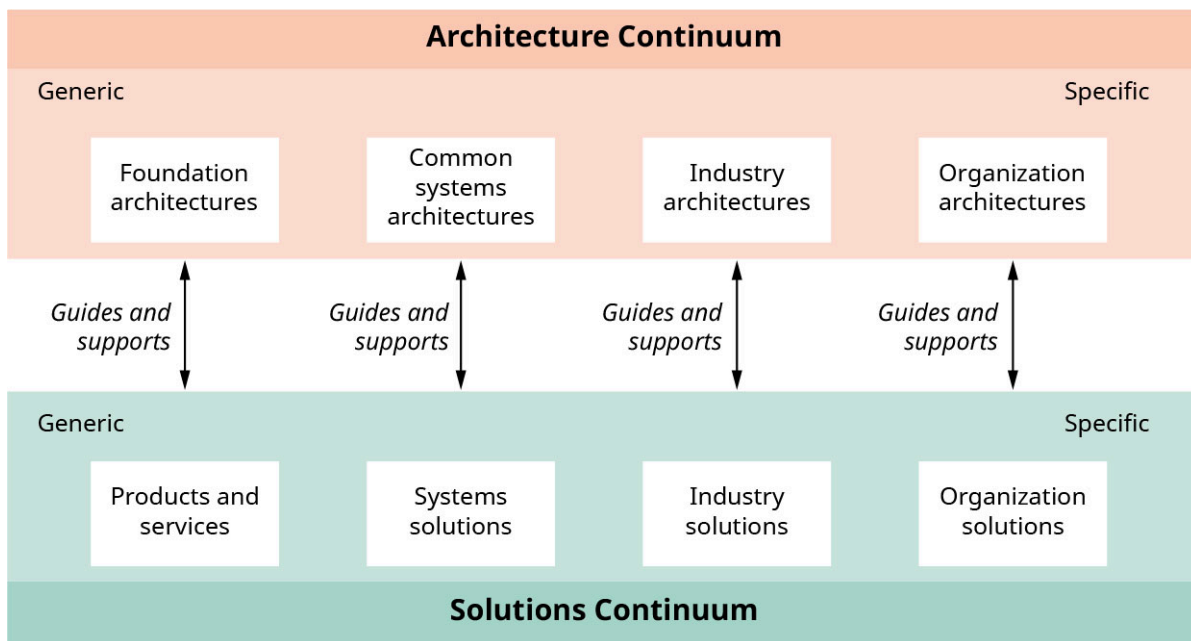 Architecture Continuum
Generic
Specific
Foundation
architectures
Common
systems
architectures
Industry
architectures
Organization
architectures
Guides and
supports
Guides and
supports
Guides and
supports
Guides and
supports
Generic
Specific
Products and
services
Systems
solutions
Industry
solutions
Organization
solutions
Solutions Continuum